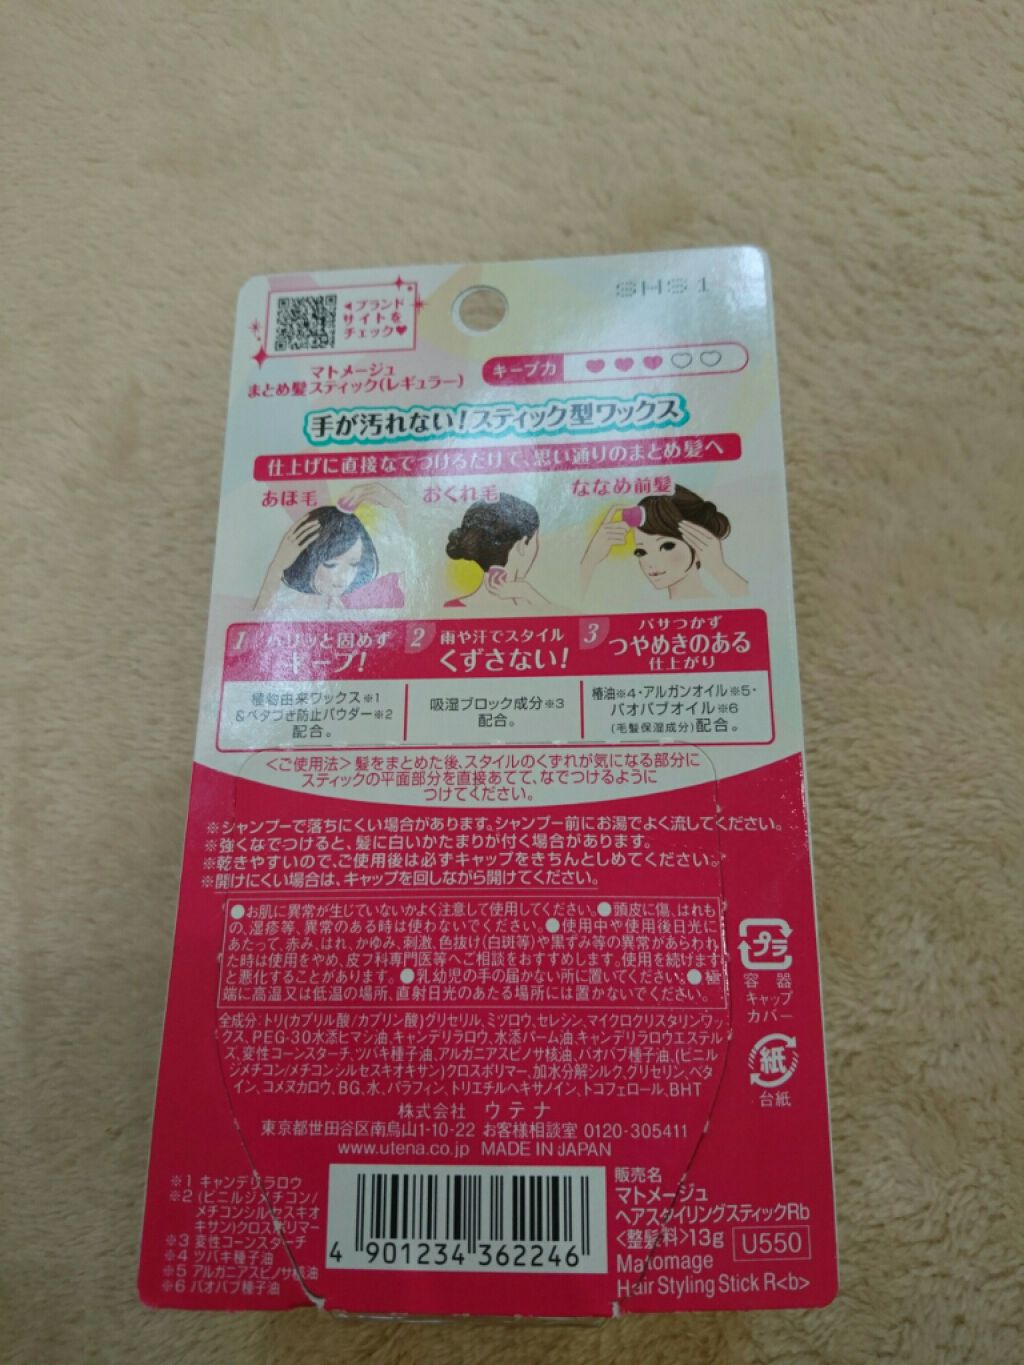 SHS1
◀ブランド
サイトを
チェック♥
マトメージュ
まとめ髪スティック(レギュラー)
キープ力
手が汚れない!スティック型ワックス
仕上げに直接なでつけるだけで、思い通りのまとめ髪へ
あほ毛
おくれ毛
ななめ前髪
1 パリッと固めず
キープ!
2 雨や汗でスタイル
くずさない!
3 パサつかず
つやめきのある
仕上がり
植物由来ワックス※1
&ベタつき防止パウダー※2
配合。
吸湿ブロック成分※3
配合。
椿油※4・アルガンオイル※5・
バオバブオイル※6
(毛髪保湿成分)配合。
<ご使用法>髪をまとめた後、スタイルのくずれが気になる部分に
スティックの平面部分を直接あてて、なでつけるように
つけてください。
※シャンプーで落ちにくい場合があります。シャンプー前にお湯でよく流してください。
※強くなでつけると、髪に白いかたまりが付く場合があります。
※乾きやすいので、ご使用後は必ずキャップをきちんとしめてください。
※開けにくい場合は、キャップを回しながら開けてください。
●お肌に異常が生じていないかよく注意して使用してください。●頭皮に傷、はれも
の、湿疹等、異常のある時は使わないでください。●使用中や使用後日光に
あたって、赤み、はれ、かゆみ、刺激、色抜け(白斑等)や黒ずみ等の異常があらわれ
た時は使用をやめ、皮フ科専門医等へご相談をおすすめします。使用を続けます
と悪化することがあります。●乳幼児の手の届かない所に置いてください。●極
端に高温又は低温の場所、直射日光のあたる場所には置かないでください。
プラ
容器
キャップ
カバー
紙
台紙
全成分:トリ(カプリル酸/カプリン酸)グリセリル、ミツロウ、セレシン、マイクロクリスタリンワッ
クス、PEG-30水添ヒマシ油、キャンデリラロウ、水添パーム油、キャンデリラロウエステル
ズ、変性コーンスターチ、ツバキ種子油、アルガニアスピノサ核油、バオバブ種子油、(ビニル
ジメチコン/メチコンシルセスキオキサン)クロスポリマー、加水分解シルク、グリセリン、ベタ
イン、コメヌカロウ、BG、水、パラフィン、トリエチルヘキサノイン、トコフェロール、BHT
株式会社 ウテナ
東京都世田谷区南烏山1-10-22 お客様相談室 0120-305411
www.utena.co.jp MADE IN JAPAN
※1 キャンデリラロウ
※2 (ビニルジメチコン/
メチコンシルセスキオ
キサン)クロスポリマー
※3 変性コーンスターチ
※4 ツバキ種子油
※5 アルガニアスピノサ核油
※6 バオバブ種子油
4 901234 362246
販売名
マトメージュ
ヘアスタイリングスティックRb
<整髪料>13g
U550
Matomage
Hair Styling Stick R<b>